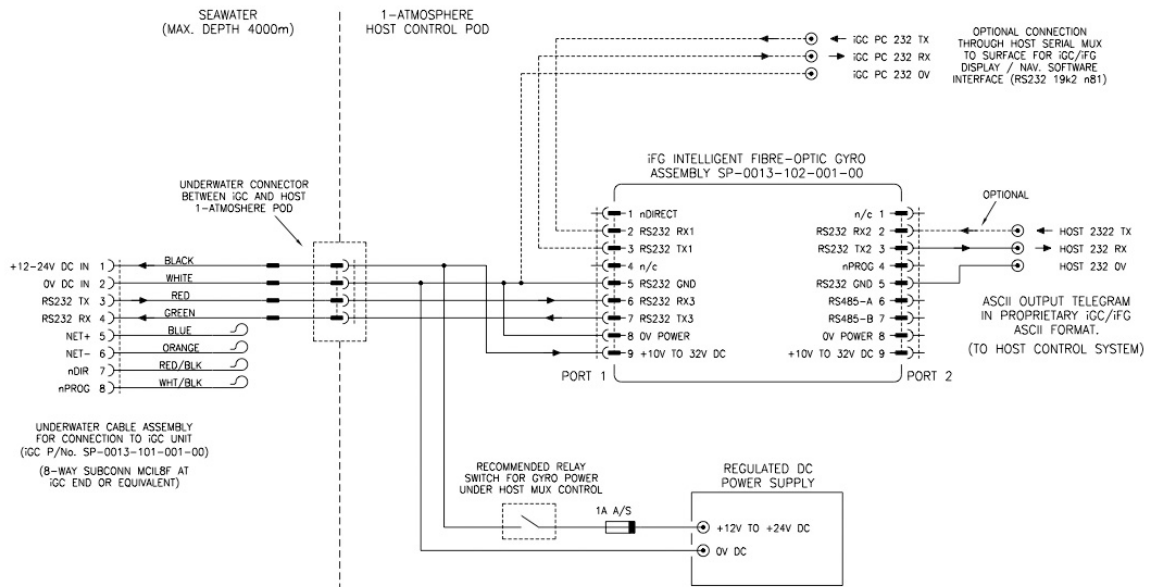 SEAWATER
(MAX. DEPTH 4000m)
1-ATMOSPHERE
HOST CONTROL POD
iGC PC 232 TX
iGC PC 232 RX
iGC PC 232 0V
OPTIONAL CONNECTION
THROUGH HOST SERIAL MUX
TO SURFACE FOR iGC/iFG
DISPLAY / NAV. SOFTWARE
INTERFACE (RS232 19k2 n81)
iFG INTELLIGENT FIBRE-OPTIC GYRO
ASSEMBLY SP-0013-102-001-00
UNDERWATER CONNECTOR
BETWEEN iGC AND HOST
1-ATMOSHERE POD
+12-24V DC IN 1 BLACK
0V DC IN 2 WHITE
RS232 TX 3 RED
RS232 RX 4 GREEN
NET+ 5 BLUE
NET- 6 ORANGE
nDIR 7 RED/BLK
nPROG 8 WHT/BLK
1 nDIRECT
2 RS232 RX1
3 RS232 TX1
4 n/c
5 RS232 GND
6 RS232 RX3
7 RS232 TX3
8 0V POWER
9 +10V TO 32V DC
PORT 1
n/c 1
RS232 RX2 2
RS232 TX2 3
nPROG 4
RS232 GND 5
RS485-A 6
RS485-B 7
0V POWER 8
+10V TO 32V DC 9
PORT 2
OPTIONAL
HOST 2322 TX
HOST 232 RX
HOST 232 0V
ASCII OUTPUT TELEGRAM
IN PROPRIETARY iGC/iFG
ASCII FORMAT.
(TO HOST CONTROL SYSTEM)
UNDERWATER CABLE ASSEMBLY
FOR CONNECTION TO iGC UNIT
(iGC P/No. SP-0013-101-001-00)
(8-WAY SUBCONN MCIL8F AT
iGC END OR EQUIVALENT)
RECOMMENDED RELAY
SWITCH FOR GYRO POWER
UNDER HOST MUX CONTROL
1A A/S
REGULATED DC
POWER SUPPLY
+12V TO +24V DC
0V DC